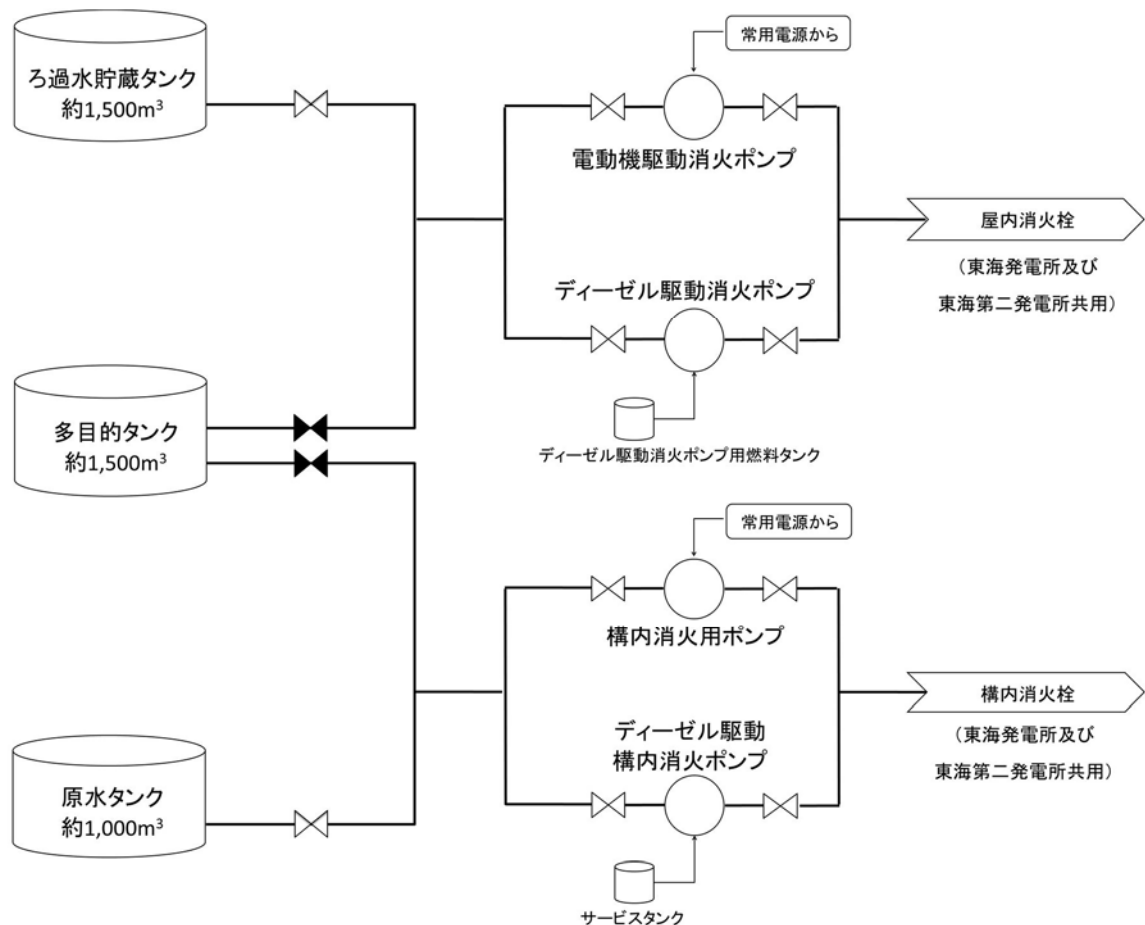 常用電源から
ろ過水貯蔵タンク
約1,500m³
電動機駆動消火ポンプ
屋内消火栓
（東海発電所及び
東海第二発電所共用）
ディーゼル駆動消火ポンプ
多目的タンク
約1,500m³
ディーゼル駆動消火ポンプ用燃料タンク
常用電源から
構内消火用ポンプ
構内消火栓
（東海発電所及び
東海第二発電所共用）
ディーゼル駆動
構内消火ポンプ
原水タンク
約1,000m³
サービスタンク